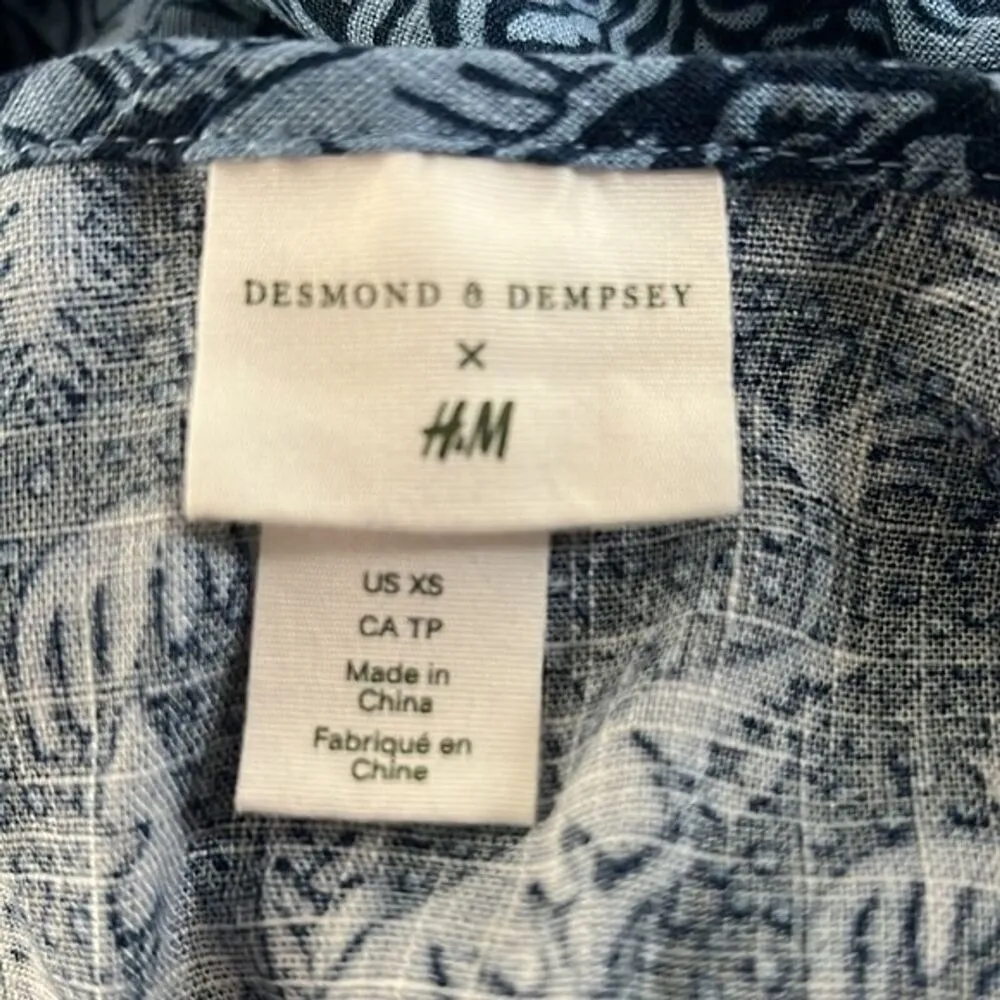 DESMOND & DEMPSEY
×
H&M
US XS
CA TP
Made in
China
Fabriqué en
Chine